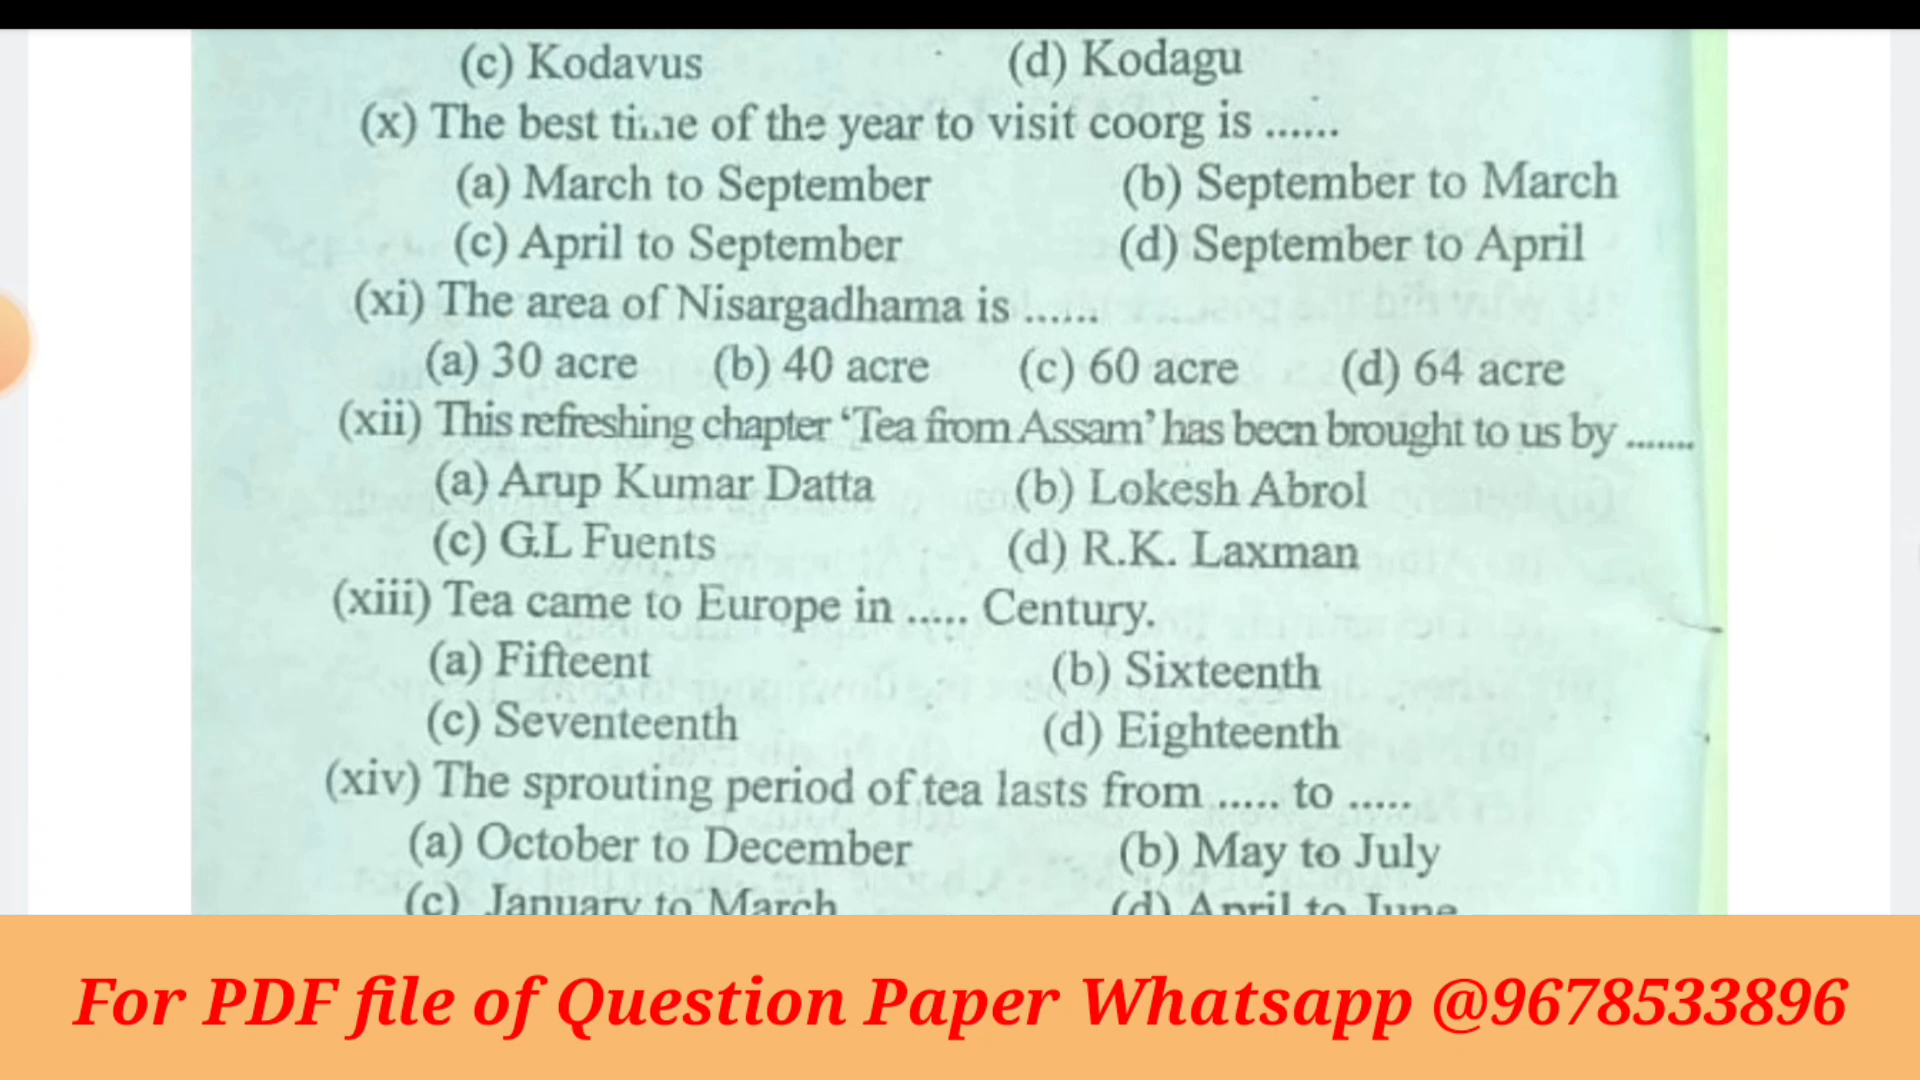 (c) Kodavus (d) Kodagu
(x) The best time of the year to visit coorg is ......
(a) March to September (b) September to March
(c) April to September (d) September to April
(xi) The area of Nisargadhama is ......
(a) 30 acre (b) 40 acre (c) 60 acre (d) 64 acre
(xii) This refreshing chapter ‘Tea from Assam’ has been brought to us by .......
(a) Arup Kumar Datta (b) Lokesh Abrol
(c) G.L Fuents (d) R.K. Laxman
(xiii) Tea came to Europe in ..... Century.
(a) Fifteent (b) Sixteenth
(c) Seventeenth (d) Eighteenth
(xiv) The sprouting period of tea lasts from ..... to .....
(a) October to December (b) May to July
(c) January to March (d) April to June
For PDF file of Question Paper Whatsapp @9678533896